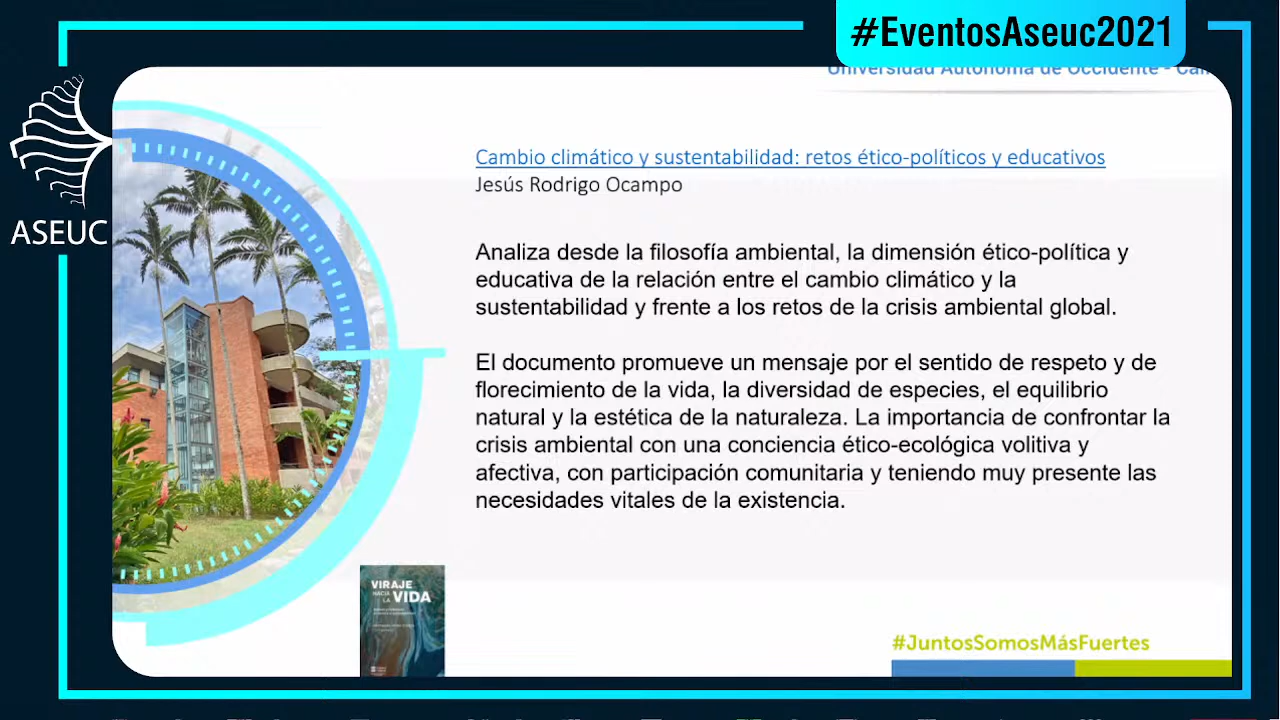 #EventosAseuc2021
Universidad Autónoma de Occidente - Cali
ASEUC
Cambio climático y sustentabilidad: retos ético-políticos y educativos
Jesús Rodrigo Ocampo
Analiza desde la filosofía ambiental, la dimensión ético-política y
educativa de la relación entre el cambio climático y la
sustentabilidad y frente a los retos de la crisis ambiental global.
El documento promueve un mensaje por el sentido de respeto y de
florecimiento de la vida, la diversidad de especies, el equilibrio
natural y la estética de la naturaleza. La importancia de confrontar la
crisis ambiental con una conciencia ético-ecológica volitiva y
afectiva, con participación comunitaria y teniendo muy presente las
necesidades vitales de la existencia.
VIRAJE
HACIA
LA VIDA
#JuntosSomosMásFuertes